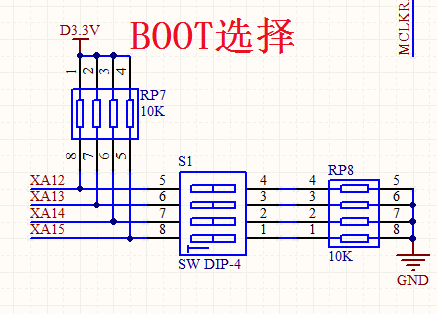 D3.3V
BOOT选择
MCLKR
1 2 3 4
RP7
10K
8 7 6 5
S1
RP8
XA12 5 4 4 5
XA13 6 3 3 6
XA14 7 2 2 7
XA15 8 1 1 8
SW DIP-4
10K
GND